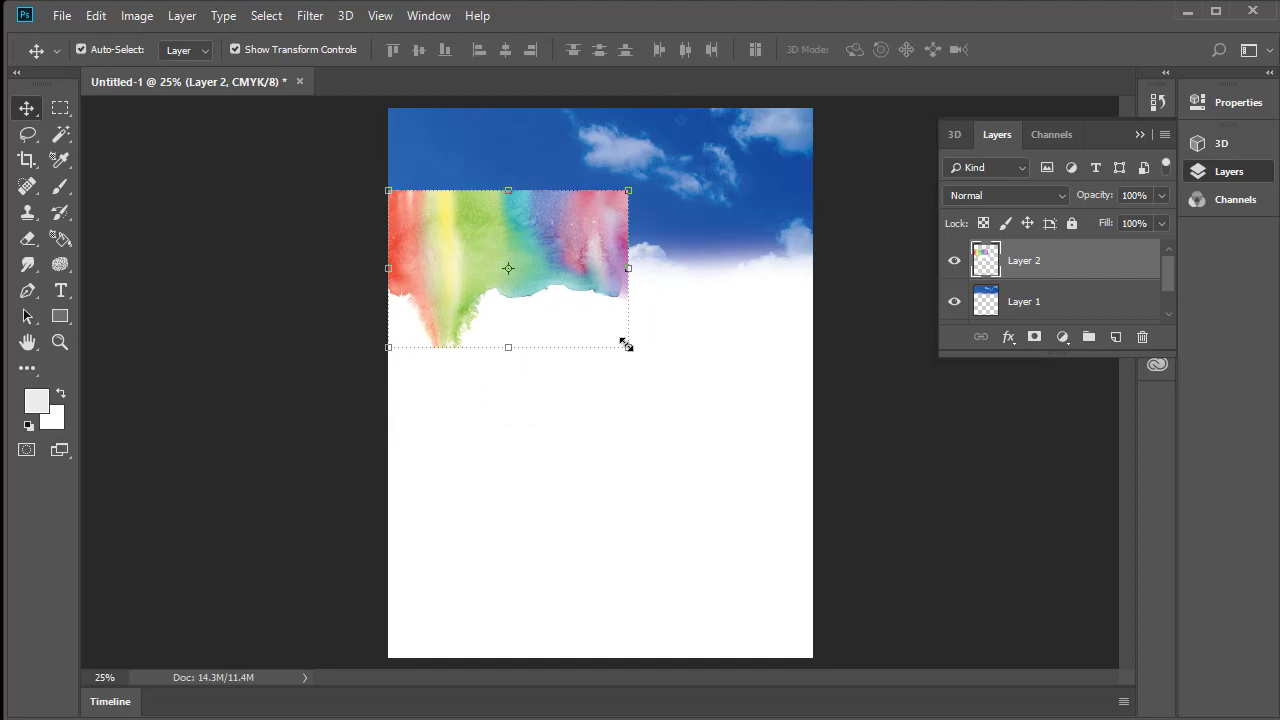 Ps File Edit Image Layer Type Select Filter 3D View Window Help
Auto-Select: Layer Show Transform Controls 3D Mode:
Untitled-1 @ 25% (Layer 2, CMYK/8) *
Properties
3D Layers Channels
3D
Kind
Layers
Normal Opacity: 100%
Channels
Lock: Fill: 100%
Layer 2
Layer 1
fx
T
25% Doc: 14.3M/11.4M
Timeline